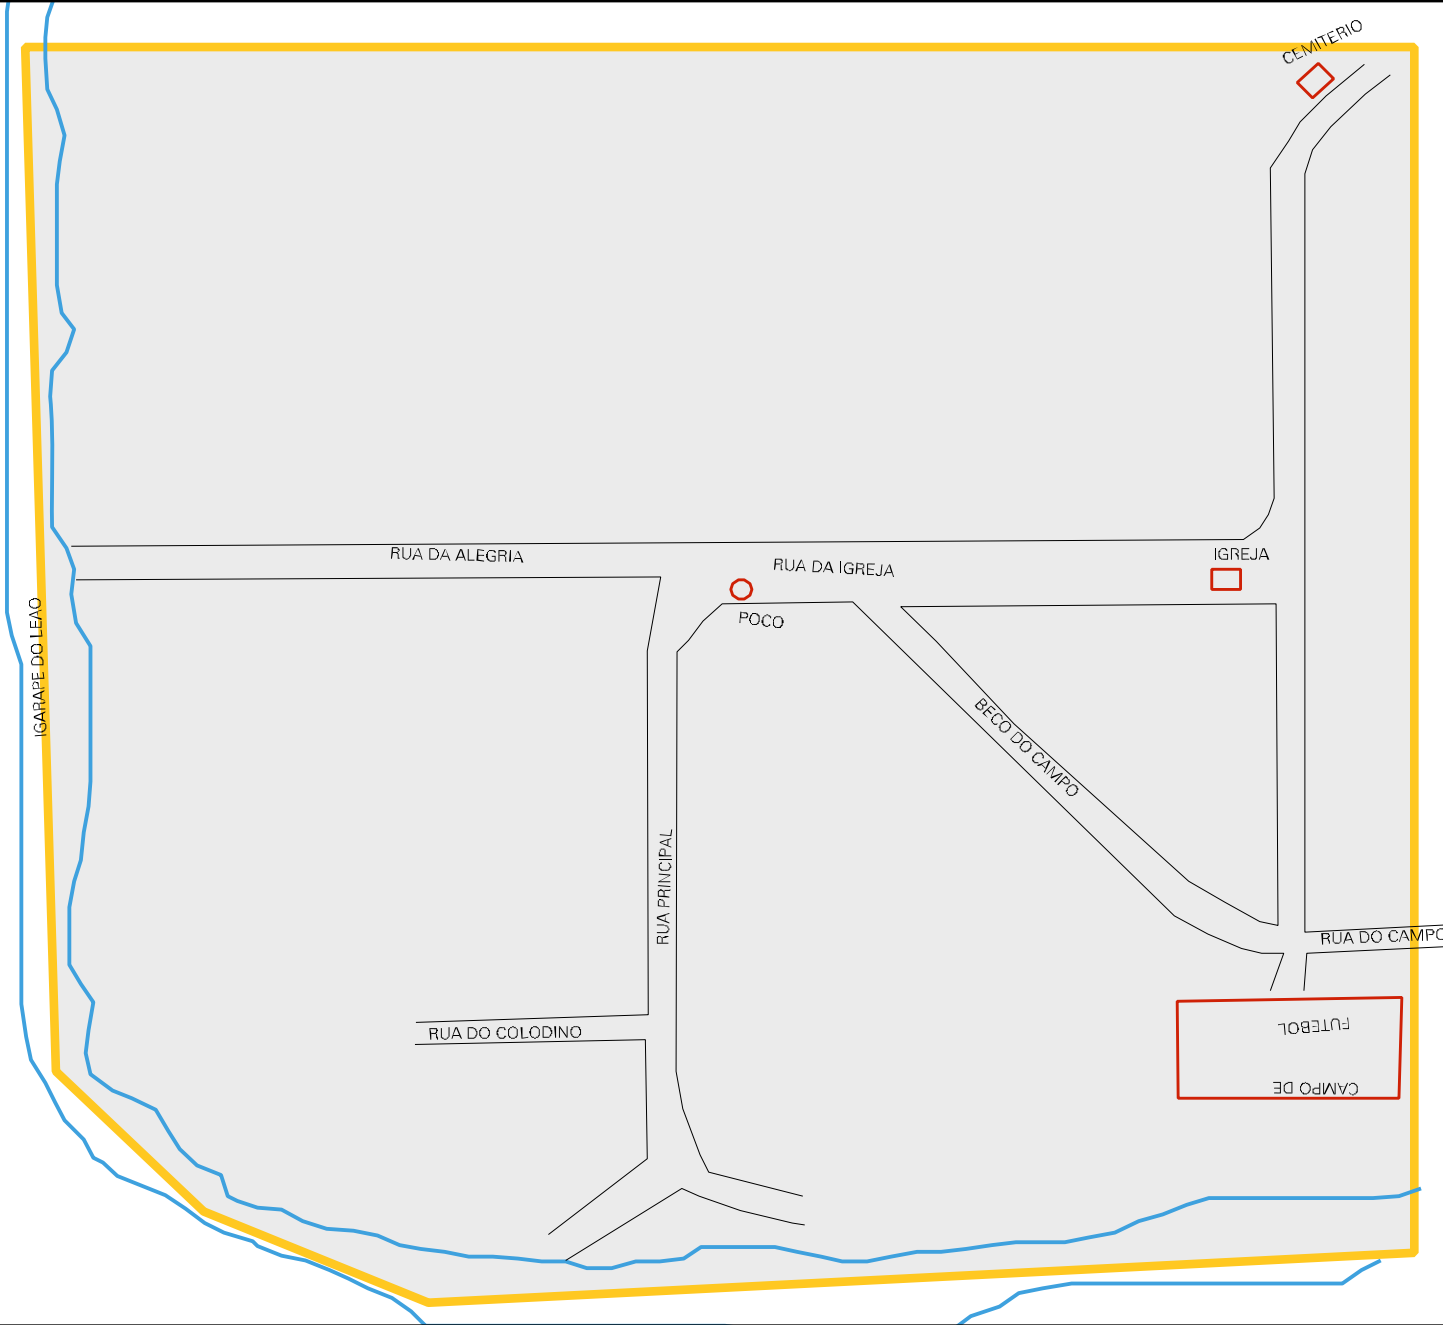 CEMITERIO
RUA DA ALEGRIA
RUA DA IGREJA
IGREJA
POCO
IGARAPE DO LEAO
BECO DO CAMPO
RUA PRINCIPAL
RUA DO CAMPO
RUA DO COLODINO
CAMPO DE
FUTEBOL